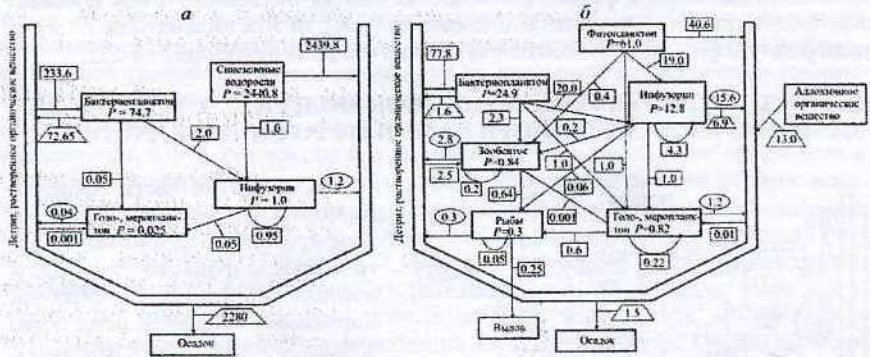 а
Детрит, растворенное органическое вещество
233.6
Синезеленые
водоросли
P = 2440.8
2439.8
Бактериопланктон
P = 74.7
72.65
2.0
1.0
0.05
Инфузории
P = 1.0
1.2
0.04
0.001
Голо-, меропланк-
тон P = 0.025
0.05
0.95
2280
Осадок
б
Детрит, растворенное органическое вещество
Фитопланктон
P=61.0
40.6
77.8
19.0
Бактериопланктон
P=24.9
20.0
0.4
Инфузории
P=12.8
15.6
6.9
Аллохтонное
органическое
вещество
13.0
1.6
2.3
0.2
4.3
2.8
Зообентос
P=0.84
2.5
0.2
1.0
1.0
1.0
0.64
0.06
0.3
Рыбы
P=0.3
0.001
Голо-, меропланк-
тон P=0.82
1.2
0.01
0.05
0.25
0.6
0.22
Вылов
1.5
Осадок